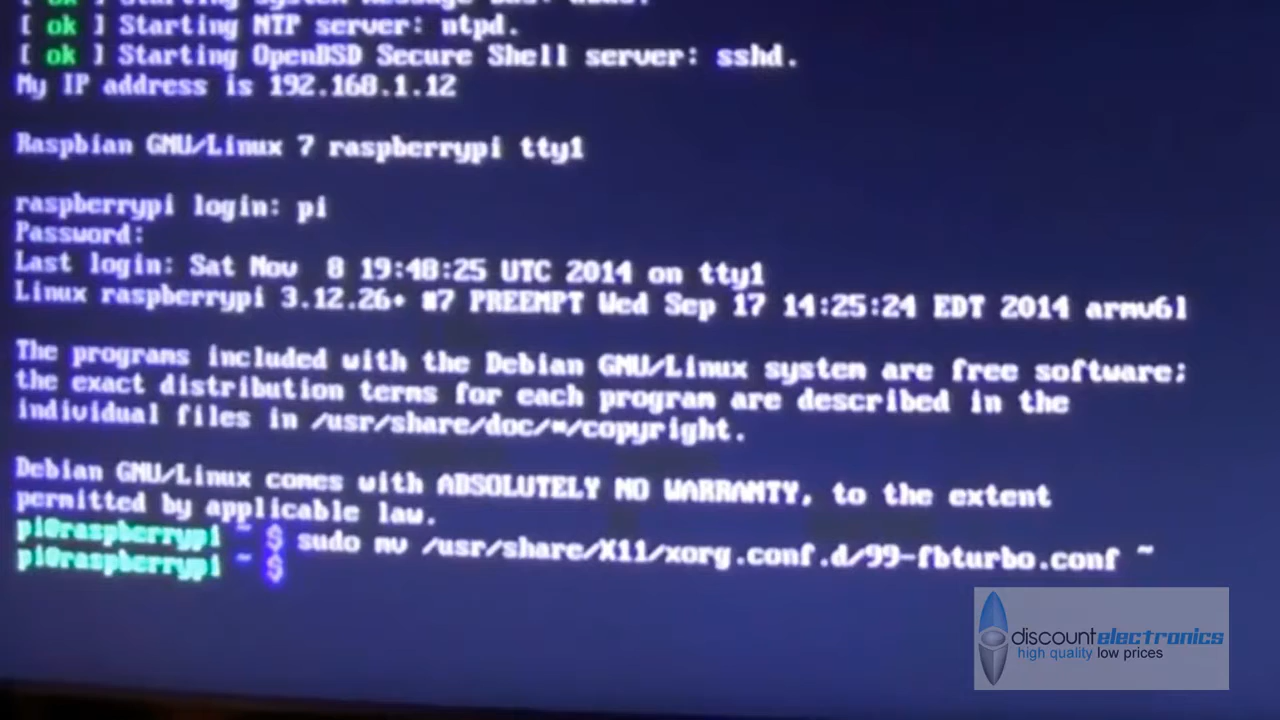 [ ok ] Starting NTP server: ntpd.
[ ok ] Starting OpenBSD Secure Shell server: sshd.
My IP address is 192.168.1.12
Raspbian GNU/Linux 7 raspberrypi tty1
raspberrypi login: pi
Password:
Last login: Sat Nov  8 19:48:25 UTC 2014 on tty1
Linux raspberrypi 3.12.26+ #7 PREEMPT Wed Sep 17 14:25:24 EDT 2014 armv6l
The programs included with the Debian GNU/Linux system are free software;
the exact distribution terms for each program are described in the
individual files in /usr/share/doc/*/copyright.
Debian GNU/Linux comes with ABSOLUTELY NO WARRANTY, to the extent
permitted by applicable law.
pi@raspberrypi ~ $ sudo mv /usr/share/X11/xorg.conf.d/99-fbturbo.conf ~
pi@raspberrypi ~ $
discountelectronics
high quality low prices